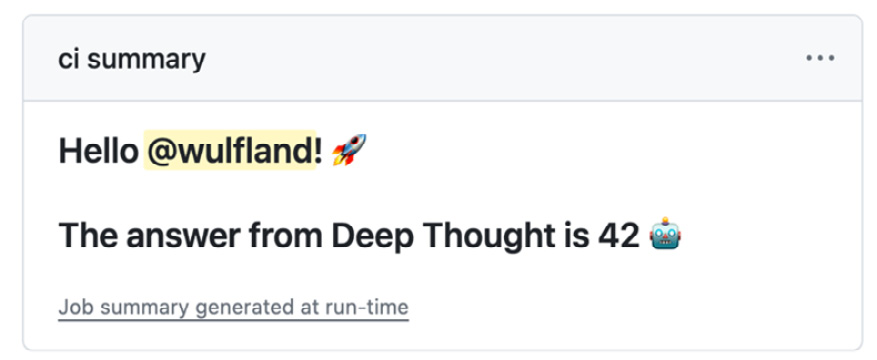 ci summary
Hello @wulfland! 🚀
The answer from Deep Thought is 42 🤖
Job summary generated at run-time